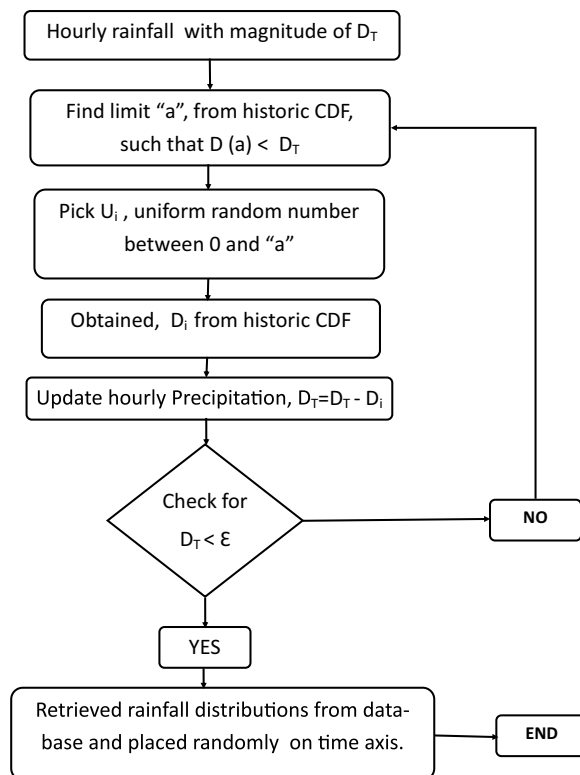 Hourly rainfall with magnitude of D_T
Find limit “a”, from historic CDF,
such that D (a) < D_T
Pick U_i , uniform random number
between 0 and “a”
Obtained, D_i from historic CDF
Update hourly Precipitation, D_T=D_T - D_i
Check for
D_T < Ɛ
NO
YES
Retrieved rainfall distributions from data-
base and placed randomly on time axis.
END